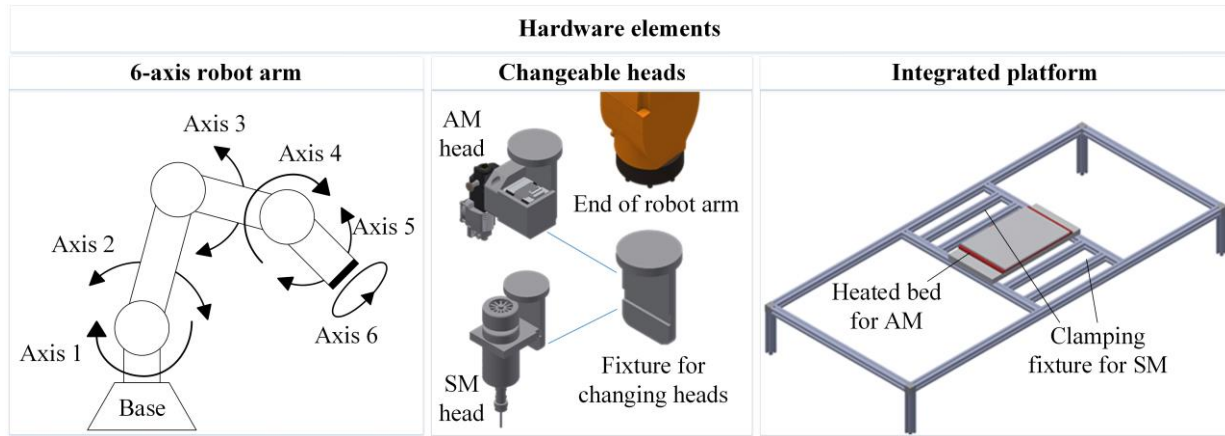 Hardware elements
6-axis robot arm
Axis 3
Axis 4
Axis 5
Axis 2
Axis 6
Axis 1
Base
Changeable heads
AM
head
End of robot arm
SM
head
Fixture for
changing heads
Integrated platform
Heated bed
for AM
Clamping
fixture for SM